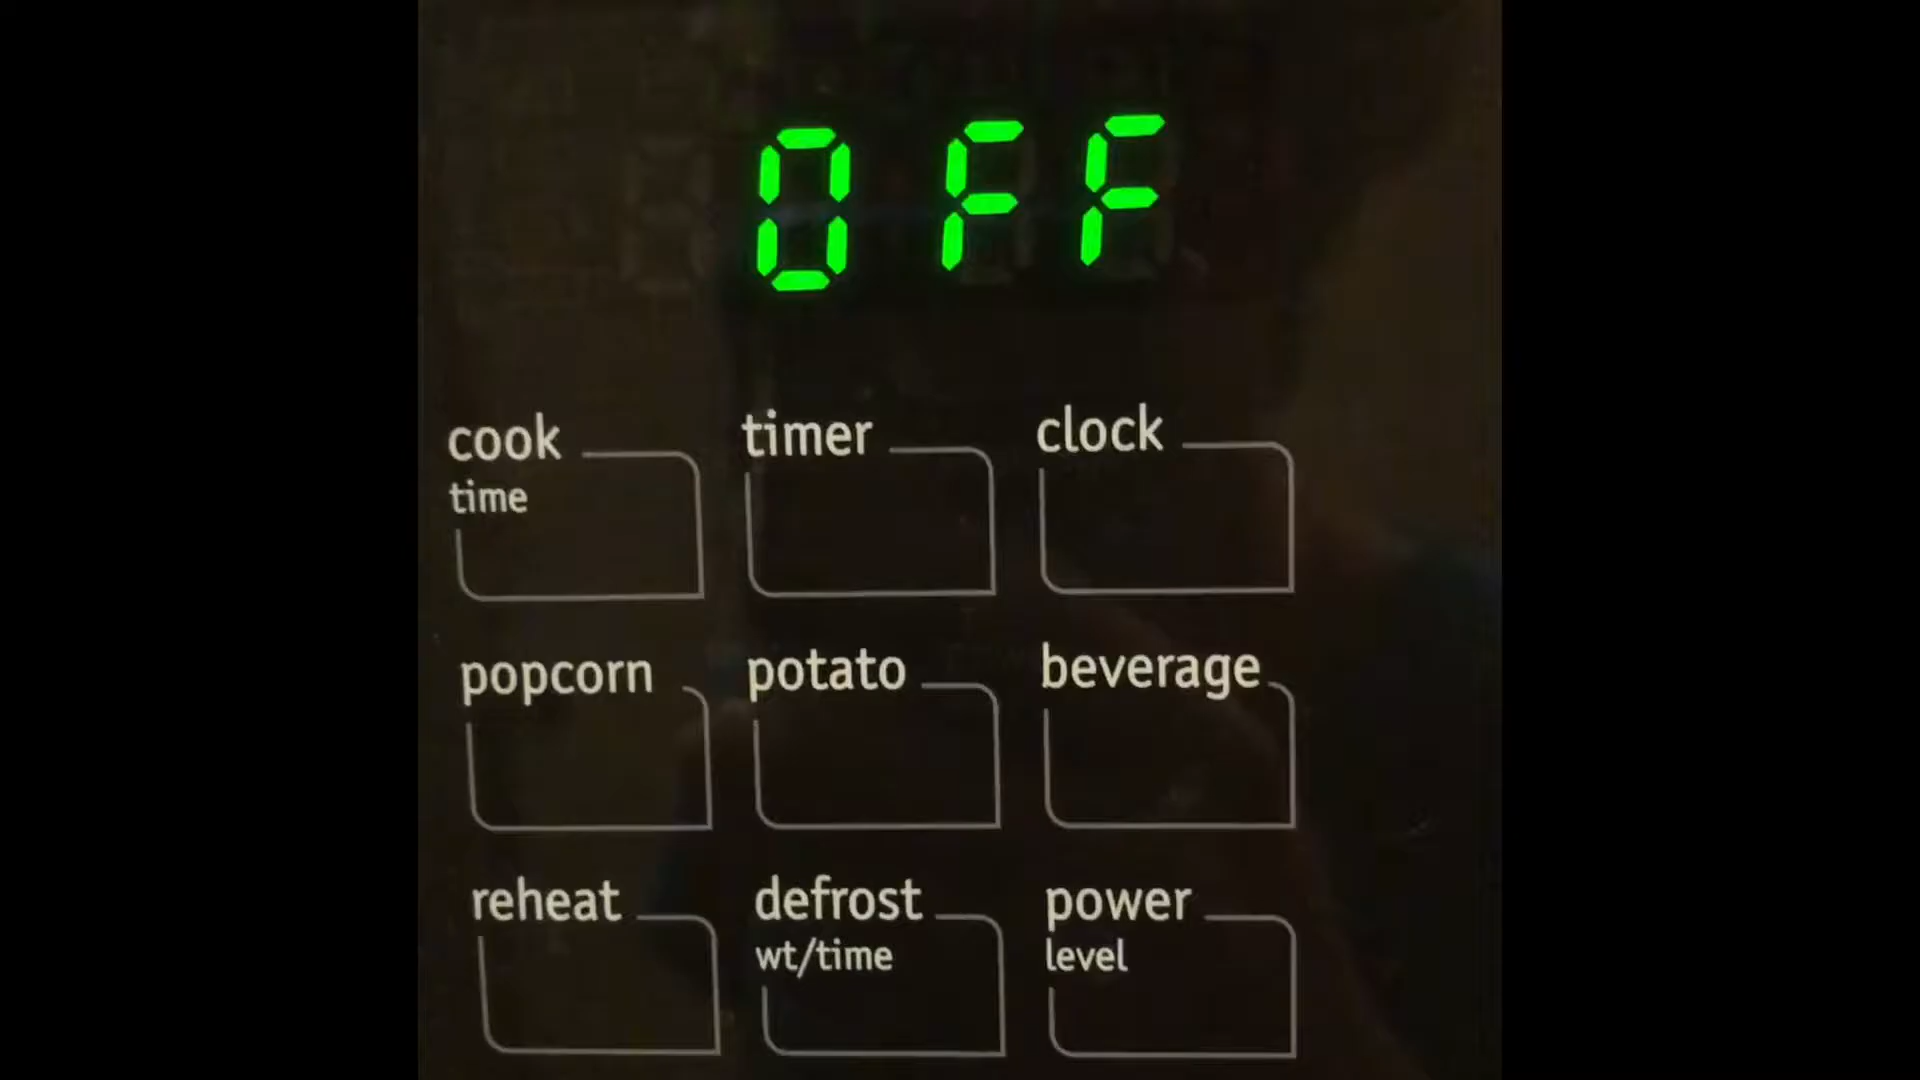 OFF
cook timer clock
time
popcorn potato beverage
reheat defrost power
wt/time level